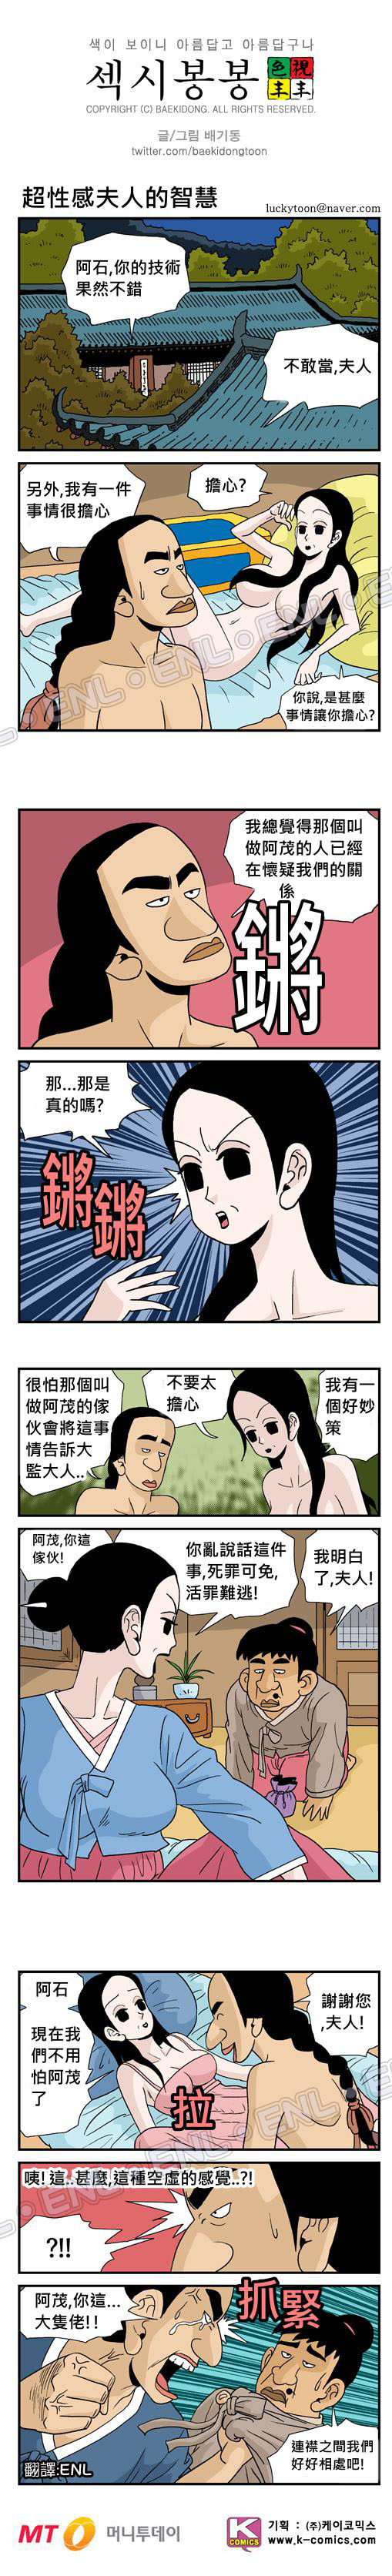 색이 보이니 아름답고 아름답구나
섹시봉봉
色視
丰丰
COPYRIGHT (C) BAEKIDONG. ALL RIGHTS RESERVED.
글/그림 배기동
twitter.com/baekidongtoon
超性感夫人的智慧
luckytoon@naver.com
阿石,你的技術
果然不錯
不敢當,夫人
另外,我有一件
事情很擔心
擔心?
你說,是甚麼
事情讓你擔心?
ENL • ENL • ENL • ENL
我總覺得那個叫
做阿茂的人已經
在懷疑我們的關
係
鏘
那...那是
真的嗎?
鏘鏘
很怕那個叫
做阿茂的傢
伙會將這事
情告訴大
監大人..
不要太
擔心
我有一
個好妙
策
阿茂,你這
傢伙!
你亂說話這件
事,死罪可免,
活罪難逃!
我明白
了,夫人!
阿石
現在我
們不用
怕阿茂
了
謝謝您
,夫人!
拉
ENL • ENL • ENL • ENL
咦! 這..甚麼,這種空虛的感覺..?!
?!!
阿茂,你這...
大隻佬!!
抓緊
連襟之間我們
好好相處吧!
翻譯:ENL
MT 머니투데이
K COMICS
기획 : (주)케이코믹스
www.k-comics.com